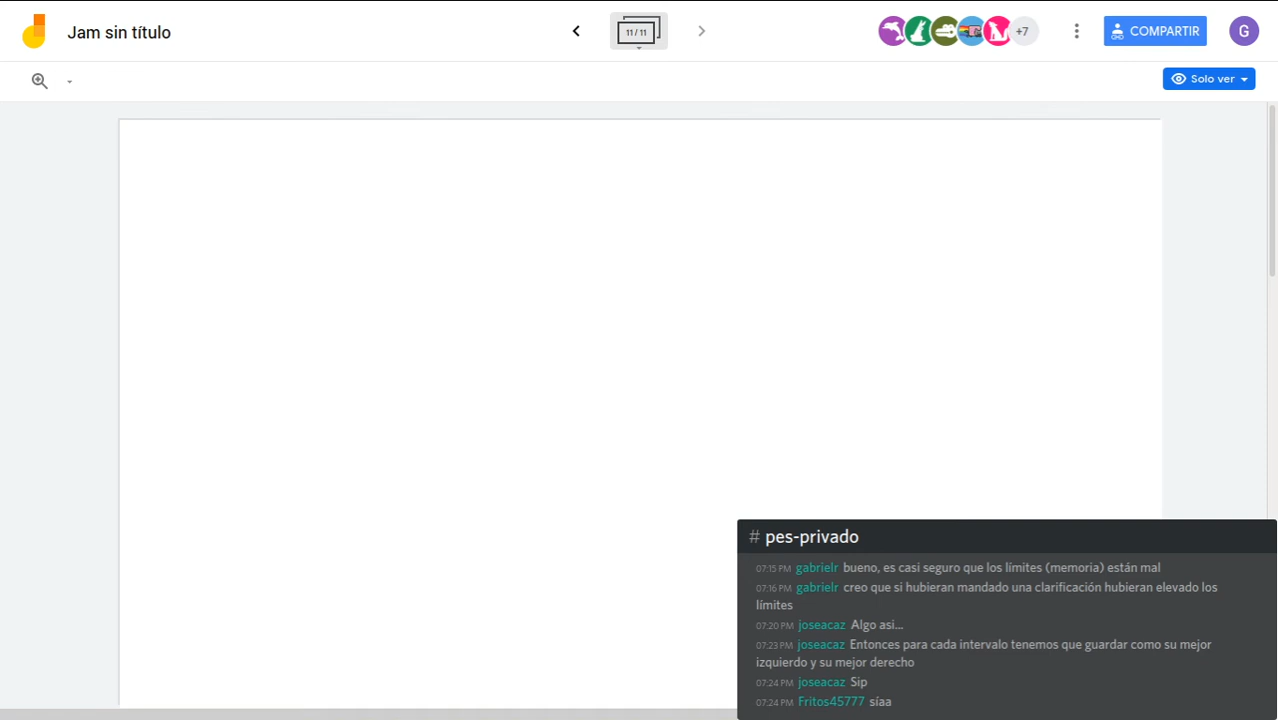 Jam sin título
11 / 11
+7
COMPARTIR
G
Solo ver
# pes-privado
07:15 PM gabrielr bueno, es casi seguro que los límites (memoria) están mal
07:16 PM gabrielr creo que si hubieran mandado una clarificación hubieran elevado los
límites
07:20 PM joseacaz Algo asi...
07:23 PM joseacaz Entonces para cada intervalo tenemos que guardar como su mejor
izquierdo y su mejor derecho
07:24 PM joseacaz Sip
07:24 PM Fritos45777 síaa